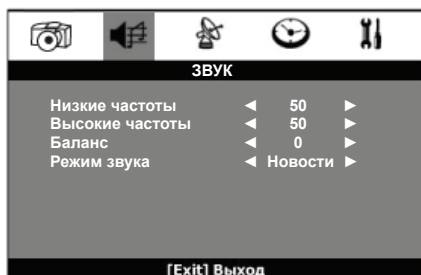 ЗВУК
Низкие частоты ◄ 50 ►
Высокие частоты ◄ 50 ►
Баланс ◄ 0 ►
Режим звука ◄ Новости ►
[Exit] Выход